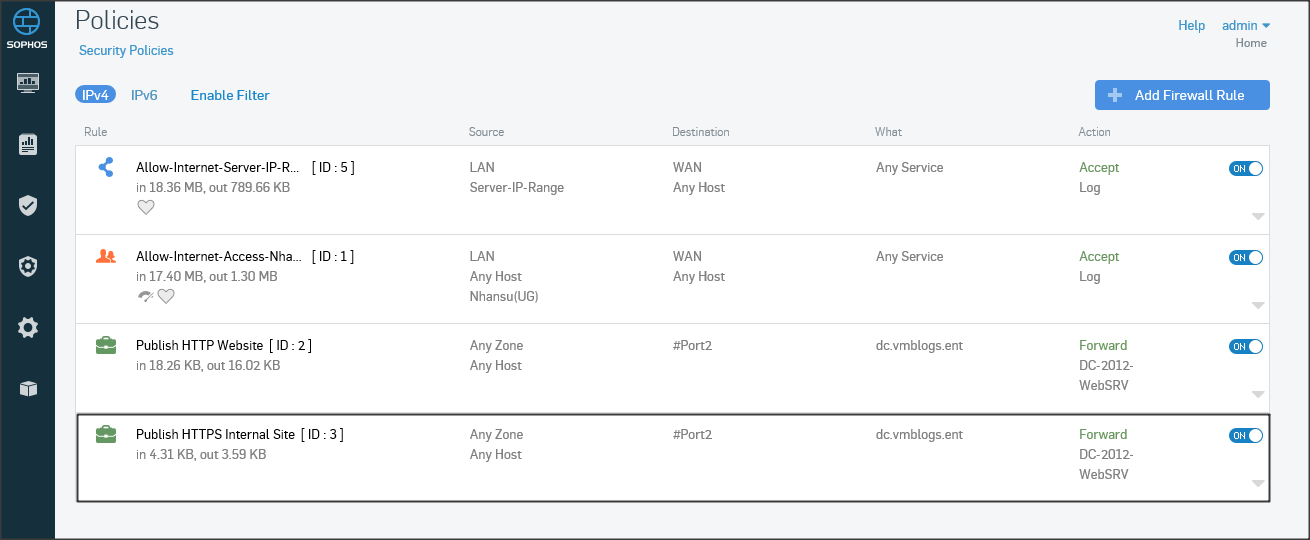 SOPHOS
Policies
Security Policies
Help admin
Home
IPv4 IPv6 Enable Filter
Add Firewall Rule
Rule Source Destination What Action
Allow-Internet-Server-IP-R... [ ID : 5 ] LAN WAN Any Service Accept ON
in 18.36 MB, out 789.66 KB Server-IP-Range Any Host Log
Allow-Internet-Access-Nha... [ ID : 1 ] LAN WAN Any Service Accept ON
in 17.40 MB, out 1.30 MB Any Host Any Host Log
Nhansu(UG)
Publish HTTP Website [ ID : 2 ] Any Zone #Port2 dc.vmblogs.ent Forward ON
in 18.26 KB, out 16.02 KB Any Host DC-2012-
WebSRV
Publish HTTPS Internal Site [ ID : 3 ] Any Zone #Port2 dc.vmblogs.ent Forward ON
in 4.31 KB, out 3.59 KB Any Host DC-2012-
WebSRV